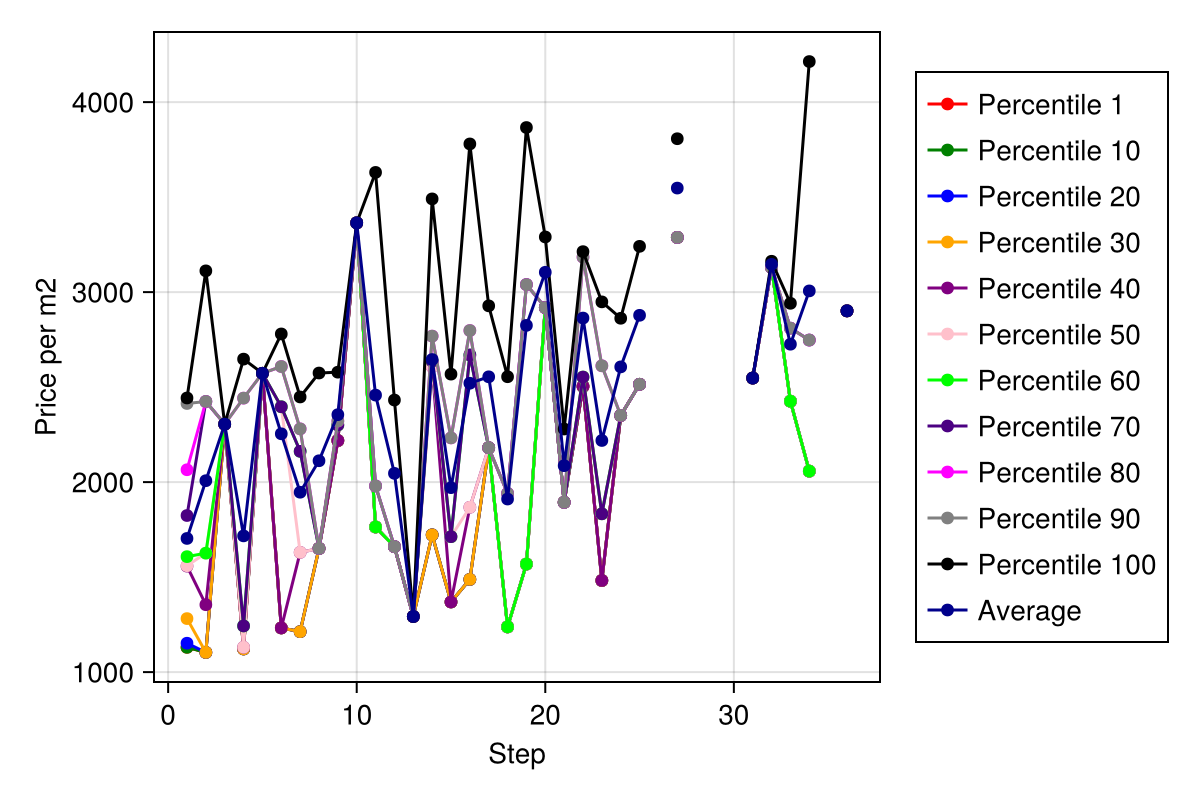 4000
3000
2000
1000
Price per m2
0
10
20
30
Step
Percentile 1
Percentile 10
Percentile 20
Percentile 30
Percentile 40
Percentile 50
Percentile 60
Percentile 70
Percentile 80
Percentile 90
Percentile 100
Average